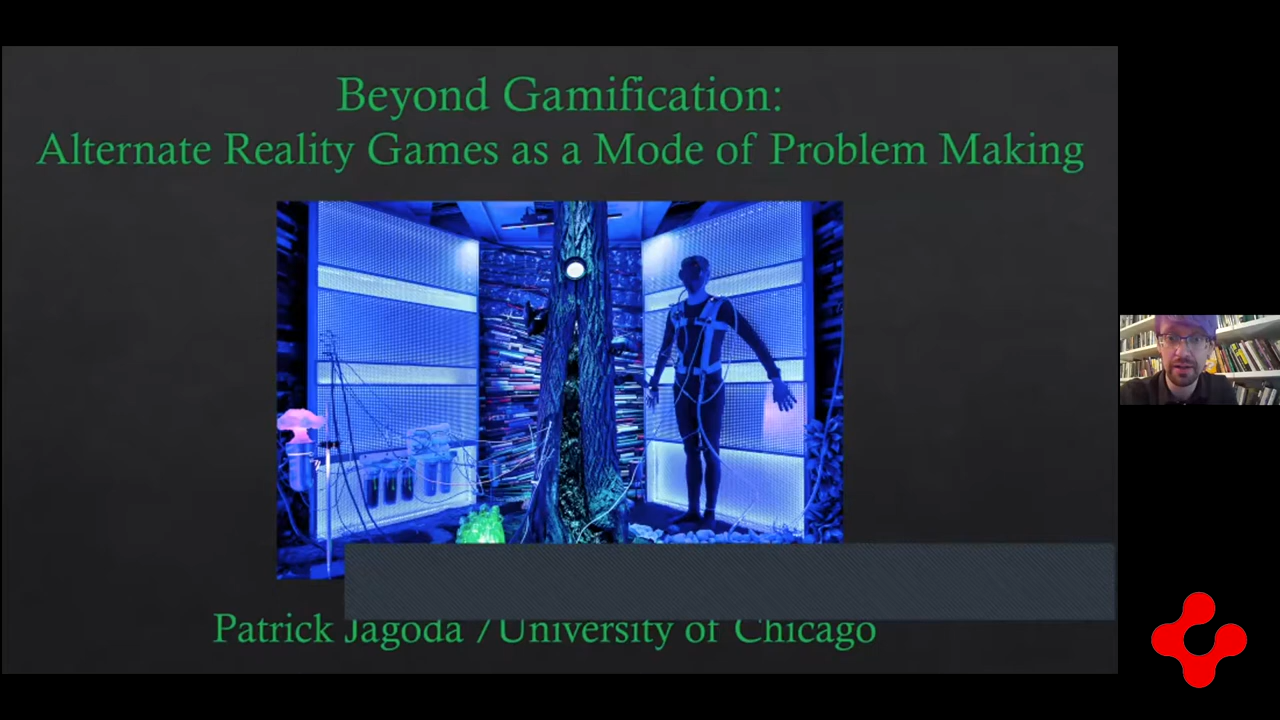 Beyond Gamification:
Alternate Reality Games as a Mode of Problem Making
Patrick Jagoda / University of Chicago